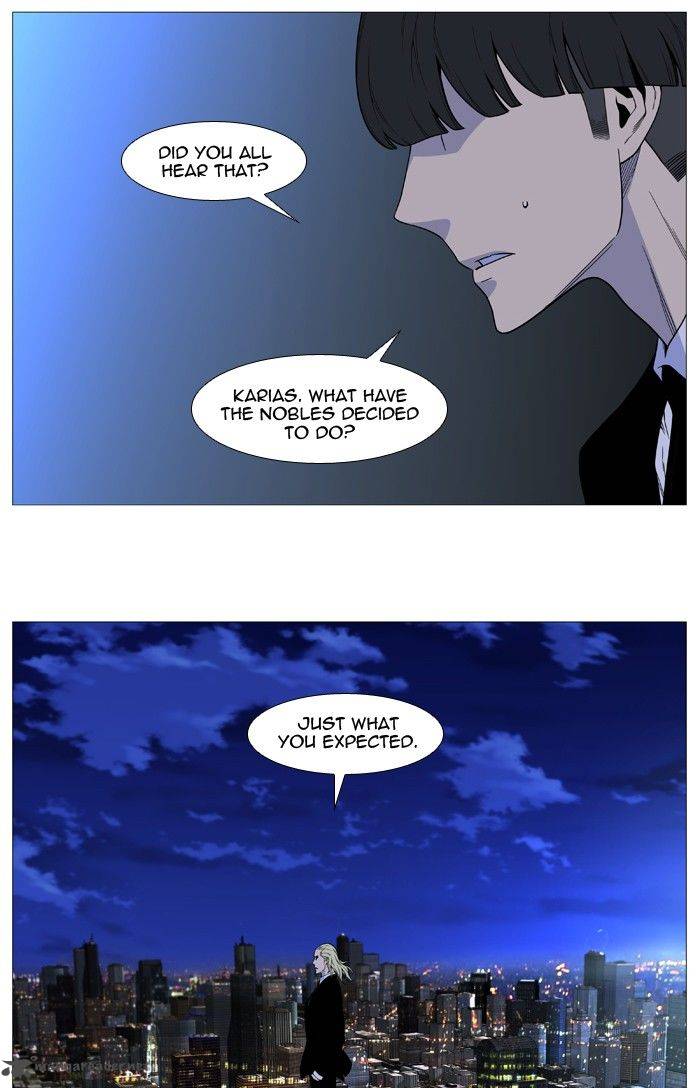 DID YOU ALL
HEAR THAT?
KARIAS. WHAT HAVE
THE NOBLES DECIDED
TO DO?
JUST WHAT
YOU EXPECTED.